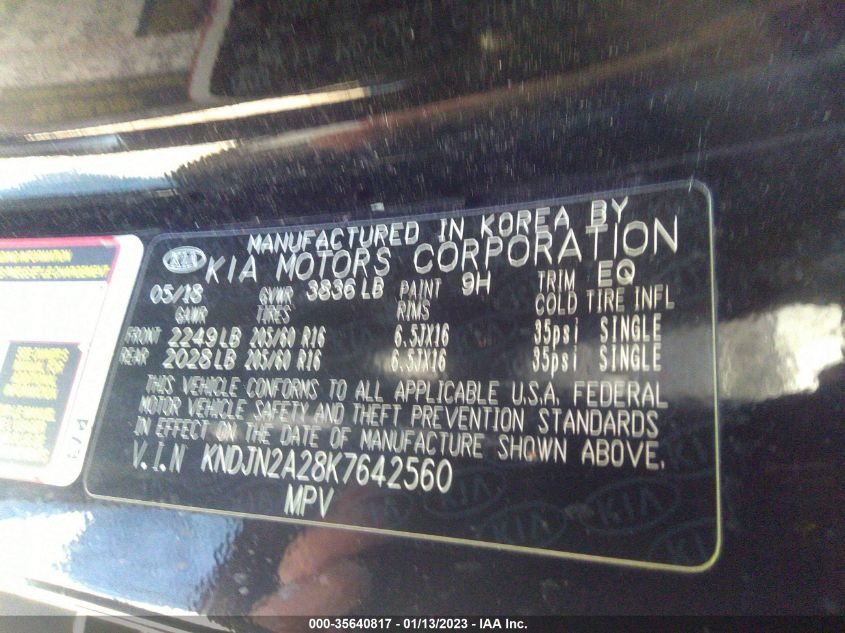 MANUFACTURED IN KOREA BY
KIA KIA MOTORS CORPORATION
05/18 GVWR 3836 LB PAINT 9H TRIM EQ
GAWR TIRES RIMS COLD TIRE INFL
FRONT 2249 LB 205/60 R16 6.5JX16 35psi SINGLE
REAR 2028 LB 205/60 R16 6.5JX16 35psi SINGLE
THIS VEHICLE CONFORMS TO ALL APPLICABLE U.S.A. FEDERAL
MOTOR VEHICLE SAFETY AND THEFT PREVENTION STANDARDS
IN EFFECT ON THE DATE OF MANUFACTURE SHOWN ABOVE.
V.I.N KNDJN2A28K7642560
MPV
000-35640817 - 01/13/2023 - IAA Inc.